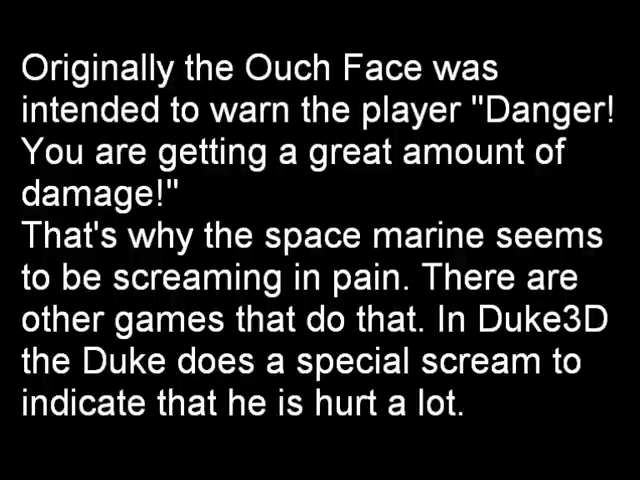 Originally the Ouch Face was
intended to warn the player "Danger!
You are getting a great amount of
damage!"
That's why the space marine seems
to be screaming in pain. There are
other games that do that. In Duke3D
the Duke does a special scream to
indicate that he is hurt a lot.